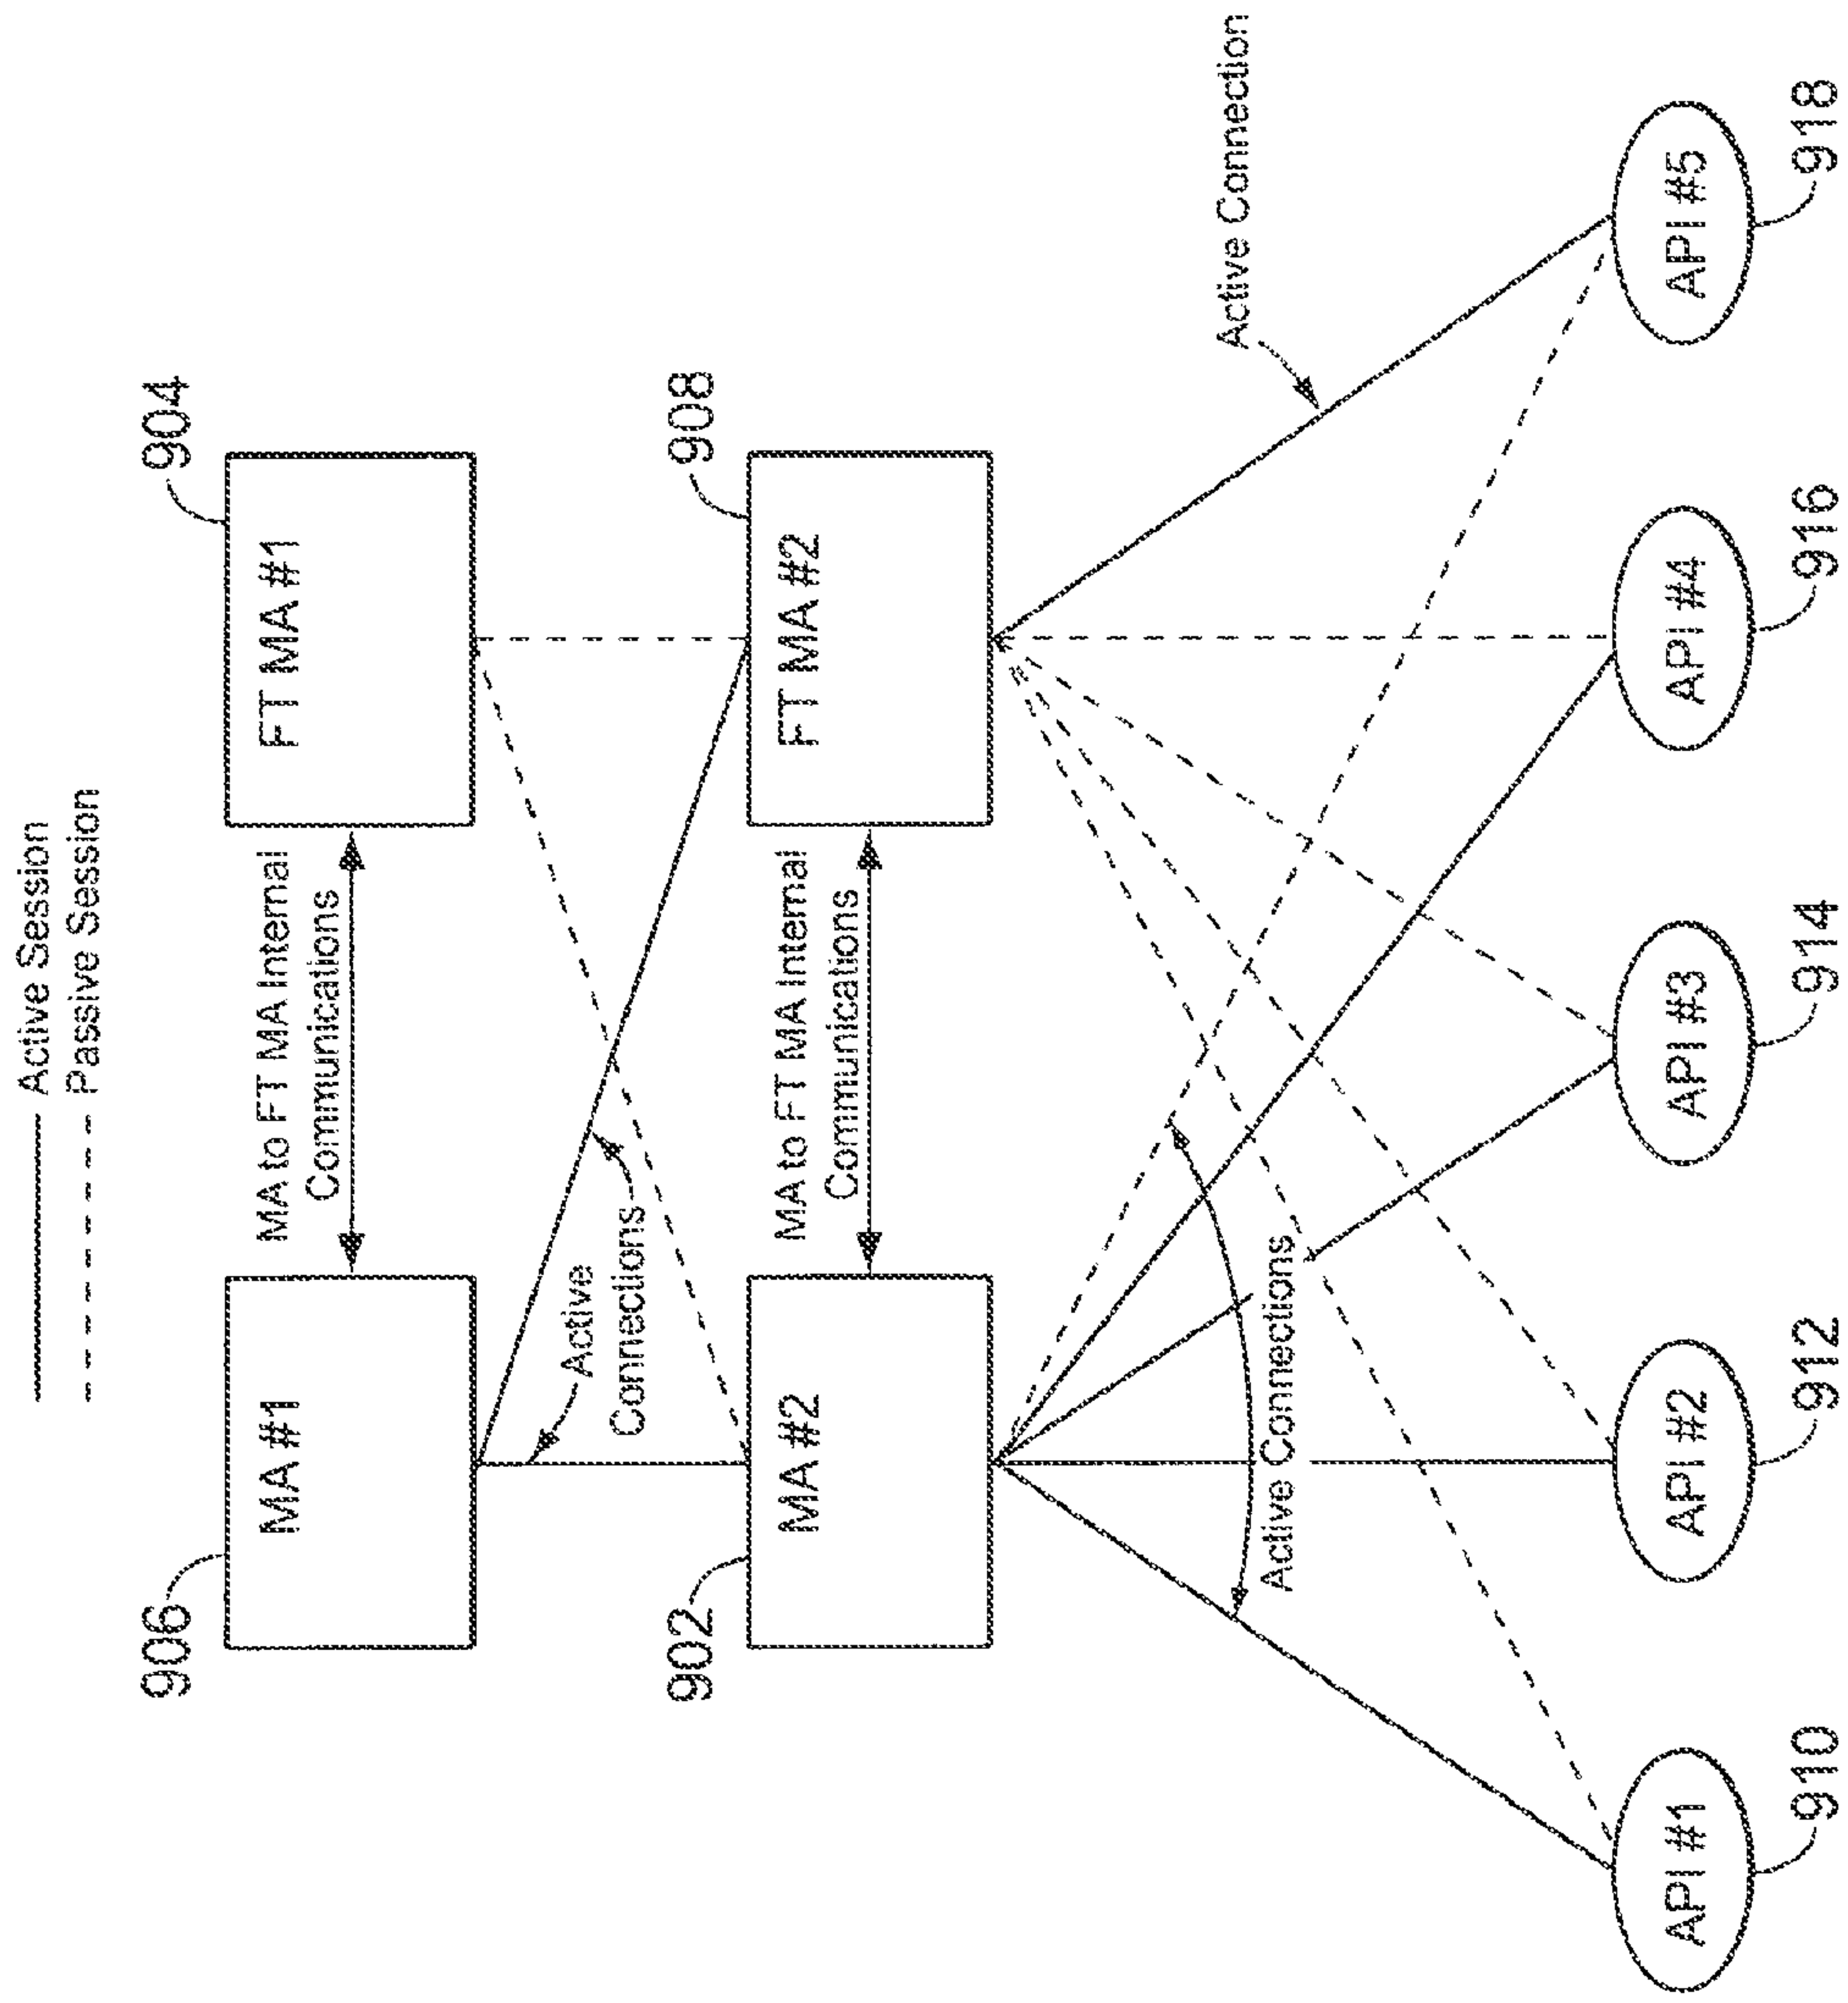 Active Session
Passive Session
906
MA #1
MA to FT MA Internal
Communications
FT MA #1
904
Active
Connections
902
MA #2
MA to FT MA Internal
Communications
FT MA #2
908
Active Connections
Active Connection
API #1
API #2
API #3
API #4
API #5
910
912
914
916
918